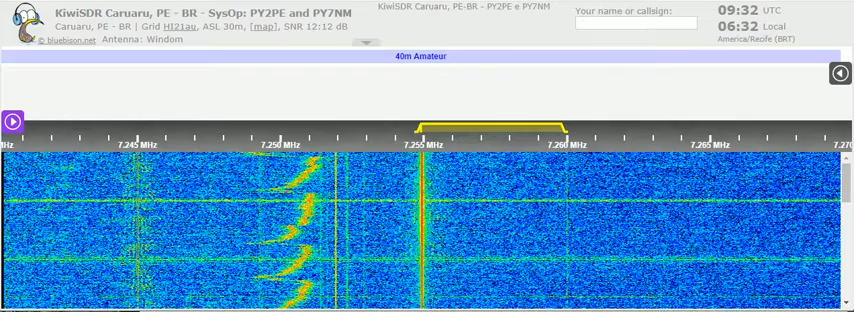 KiwiSDR Caruaru, PE - BR - SysOp: PY2PE and PY7NM
Caruaru, PE - BR | Grid HI21au, ASL 30m, [map], SNR 12:12 dB
© bluebison.net Antenna: Windom
KiwiSDR Caruaru, PE-BR - PY2PE e PY7NM
Your name or callsign:
09:32 UTC
06:32 Local
America/Recife (BRT)
40m Amateur
MHz 7.245 MHz 7.250 MHz 7.255 MHz 7.260 MHz 7.265 MHz 7.270